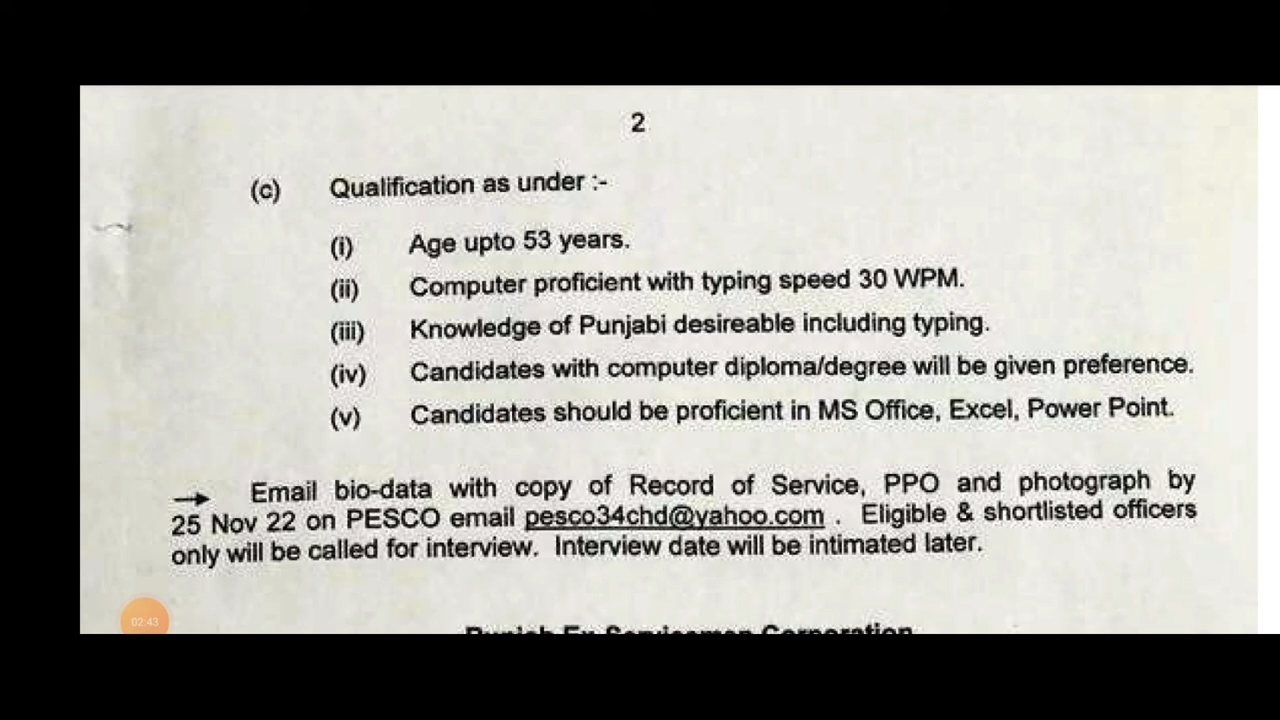 2
(c) Qualification as under :-
(i) Age upto 53 years.
(ii) Computer proficient with typing speed 30 WPM.
(iii) Knowledge of Punjabi desireable including typing.
(iv) Candidates with computer diploma/degree will be given preference.
(v) Candidates should be proficient in MS Office, Excel, Power Point.
→ Email bio-data with copy of Record of Service, PPO and photograph by
25 Nov 22 on PESCO email pesco34chd@yahoo.com . Eligible & shortlisted officers
only will be called for interview. Interview date will be intimated later.
02:43
Punjab Ex-Servicemen Corporation